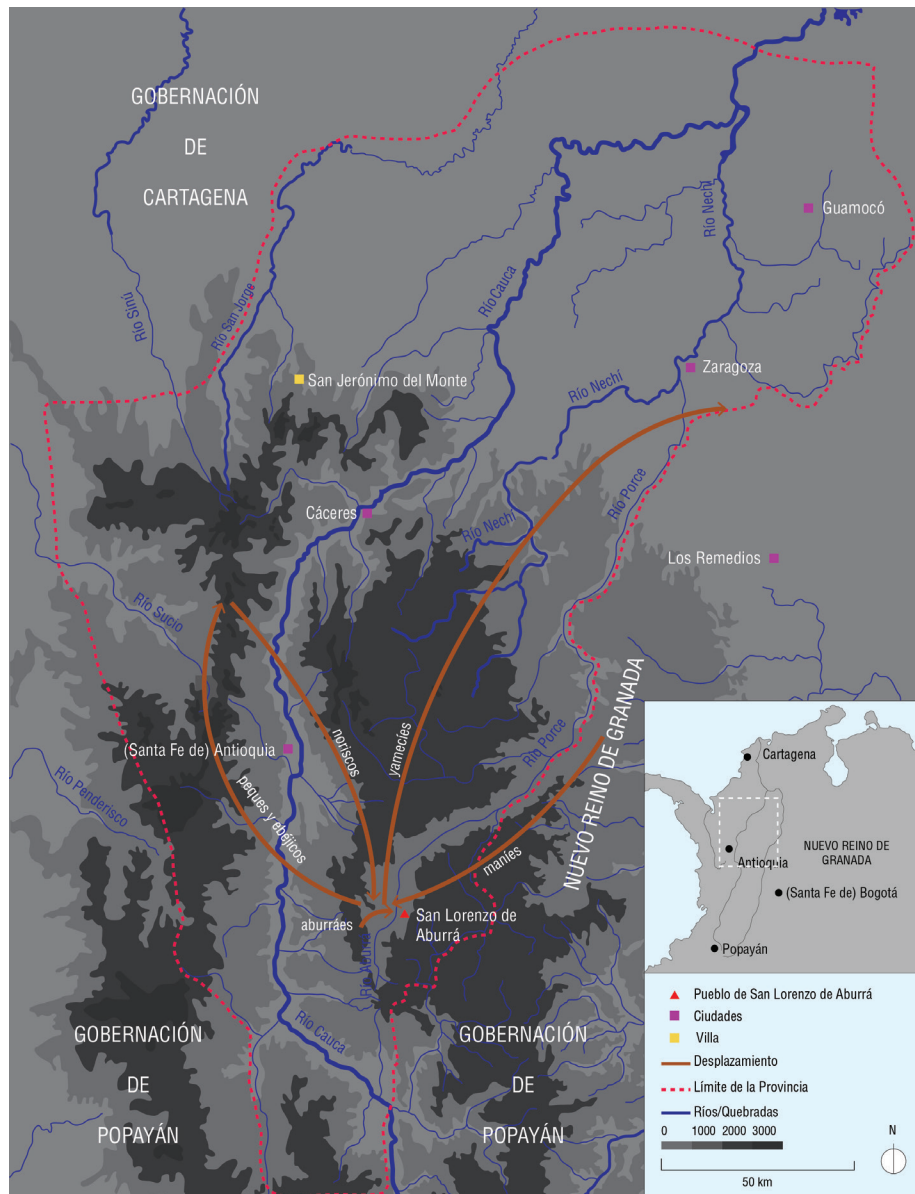 GOBERNACIÓN
DE
CARTAGENA
Río Sinú
Río San Jorge
Río Cauca
Río Nechí
Guamocó
San Jerónimo del Monte
Río Nechí
Zaragoza
Cáceres
Río Nechí
Río Porce
Los Remedios
Río Sucio
(Santa Fe de) Antioquia
noriscos
yamecíes
Río Porce
NUEVO REINO DE GRANADA
Río Penderisco
peques y ebéjicos
maníes
aburráes
San Lorenzo de
Aburrá
Río Aburrá
Río Cauca
GOBERNACIÓN
DE
POPAYÁN
GOBERNACIÓN
DE
POPAYÁN
Cartagena
NUEVO REINO DE
GRANADA
Antioquia
(Santa Fe de) Bogotá
Popayán
Pueblo de San Lorenzo de Aburrá
Ciudades
Villa
Desplazamiento
Límite de la Provincia
Ríos/Quebradas
0 1000 2000 3000
N
50 km